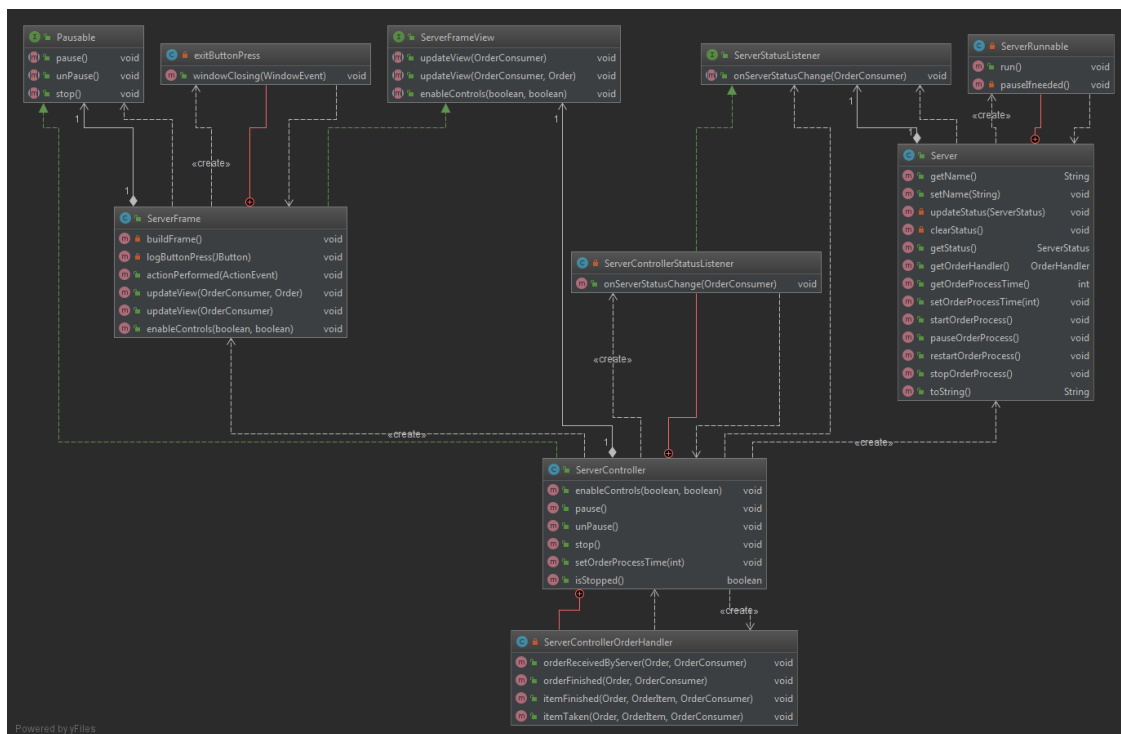 Pausable
pause() void
unPause() void
stop() void
exitButtonPress
windowClosing(WindowEvent) void
ServerFrameView
updateView(OrderConsumer) void
updateView(OrderConsumer, Order) void
enableControls(boolean, boolean) void
ServerStatusListener
onServerStatusChange(OrderConsumer) void
ServerRunnable
run() void
pauseIfneeded() void
1
1
1
1
1
1
«create»
«create»
Server
getName() String
setName(String) void
updateStatus(ServerStatus) void
clearStatus() void
getStatus() ServerStatus
getOrderHandler() OrderHandler
getOrderProcessTime() int
setOrderProcessTime(int) void
startOrderProcess() void
pauseOrderProcess() void
restartOrderProcess() void
stopOrderProcess() void
toString() String
ServerFrame
buildFrame() void
logButtonPress(JButton) void
actionPerformed(ActionEvent) void
updateView(OrderConsumer, Order) void
updateView(OrderConsumer) void
enableControls(boolean, boolean) void
ServerControllerStatusListener
onServerStatusChange(OrderConsumer) void
«create»
«create»
«create»
ServerController
enableControls(boolean, boolean) void
pause() void
unPause() void
stop() void
setOrderProcessTime(int) void
isStopped() boolean
«create»
ServerControllerOrderHandler
orderReceivedByServer(Order, OrderConsumer) void
orderFinished(Order, OrderConsumer) void
itemFinished(Order, OrderItem, OrderConsumer) void
itemTaken(Order, OrderItem, OrderConsumer) void
Powered by yFiles